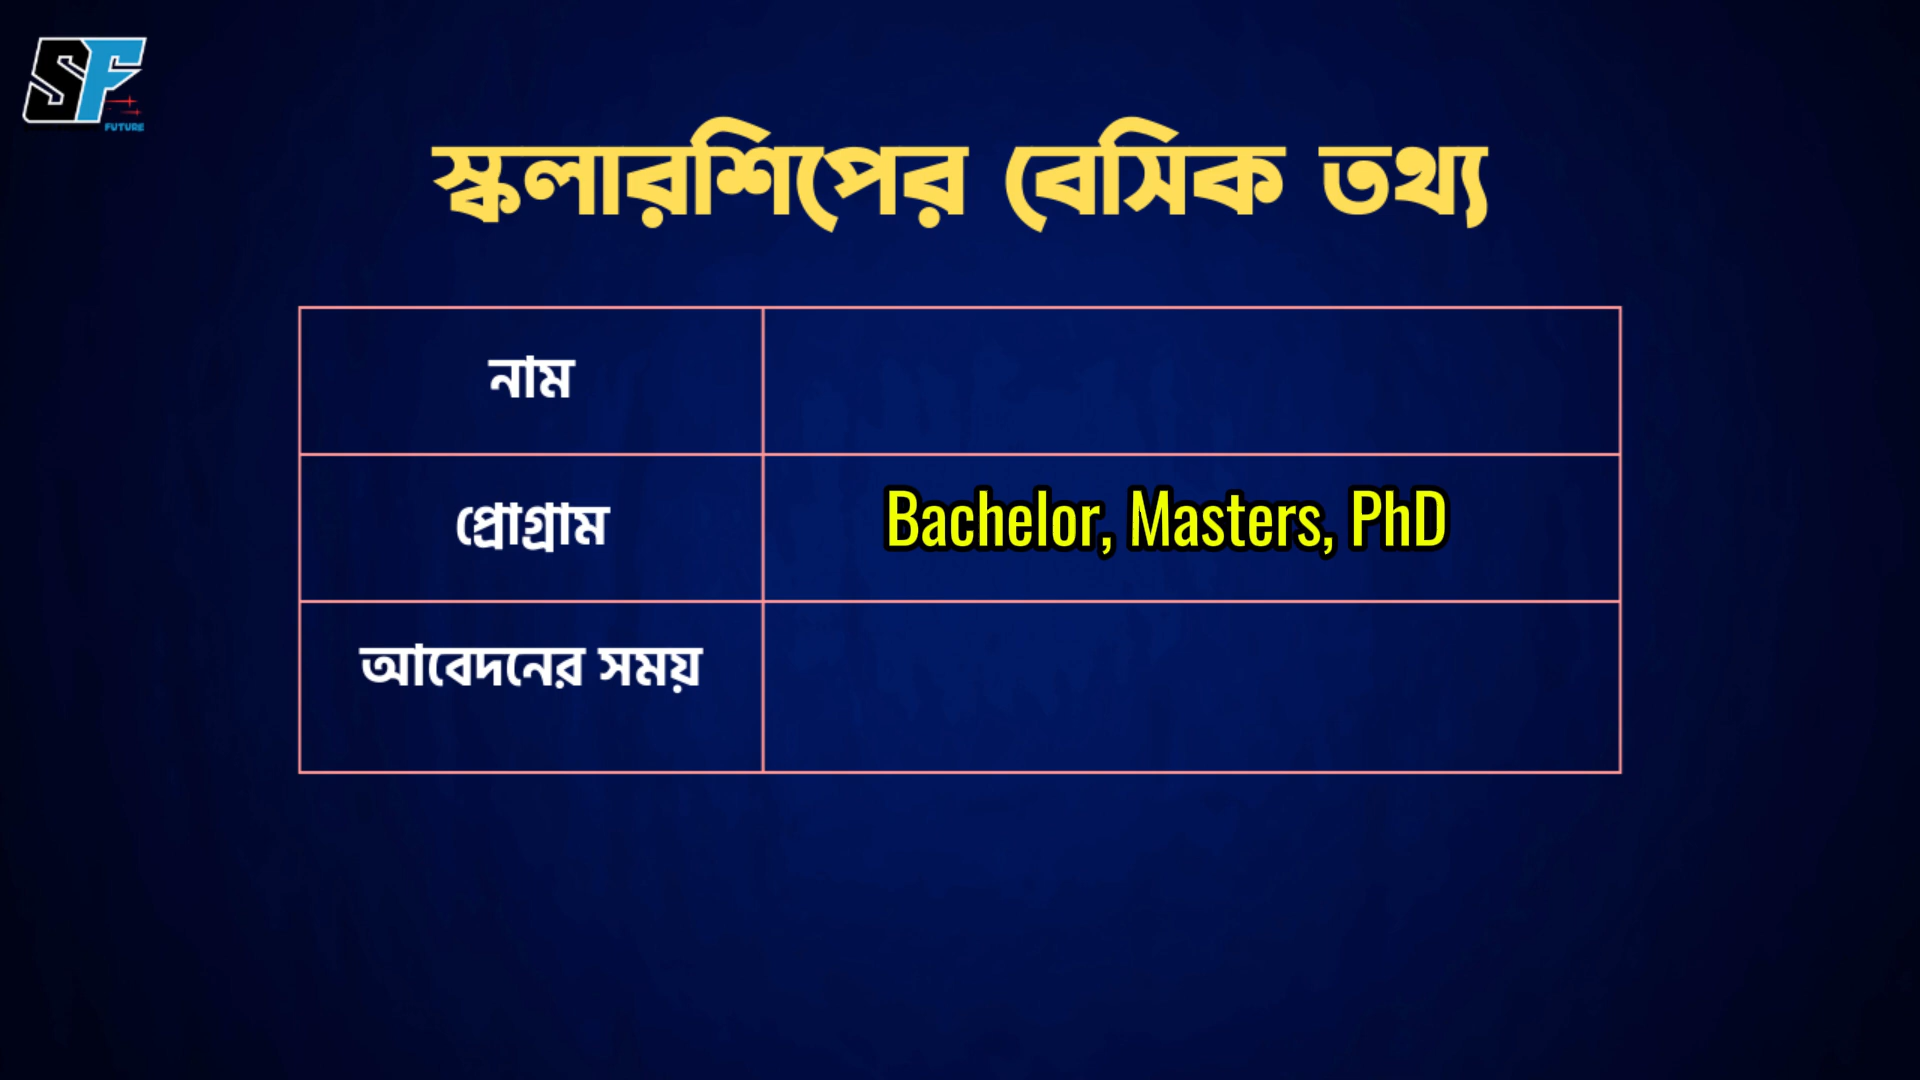 SF
FUTURE
স্কলারশিপের বেসিক তথ্য
নাম
প্রোগ্রাম
Bachelor, Masters, PhD
আবেদনের সময়